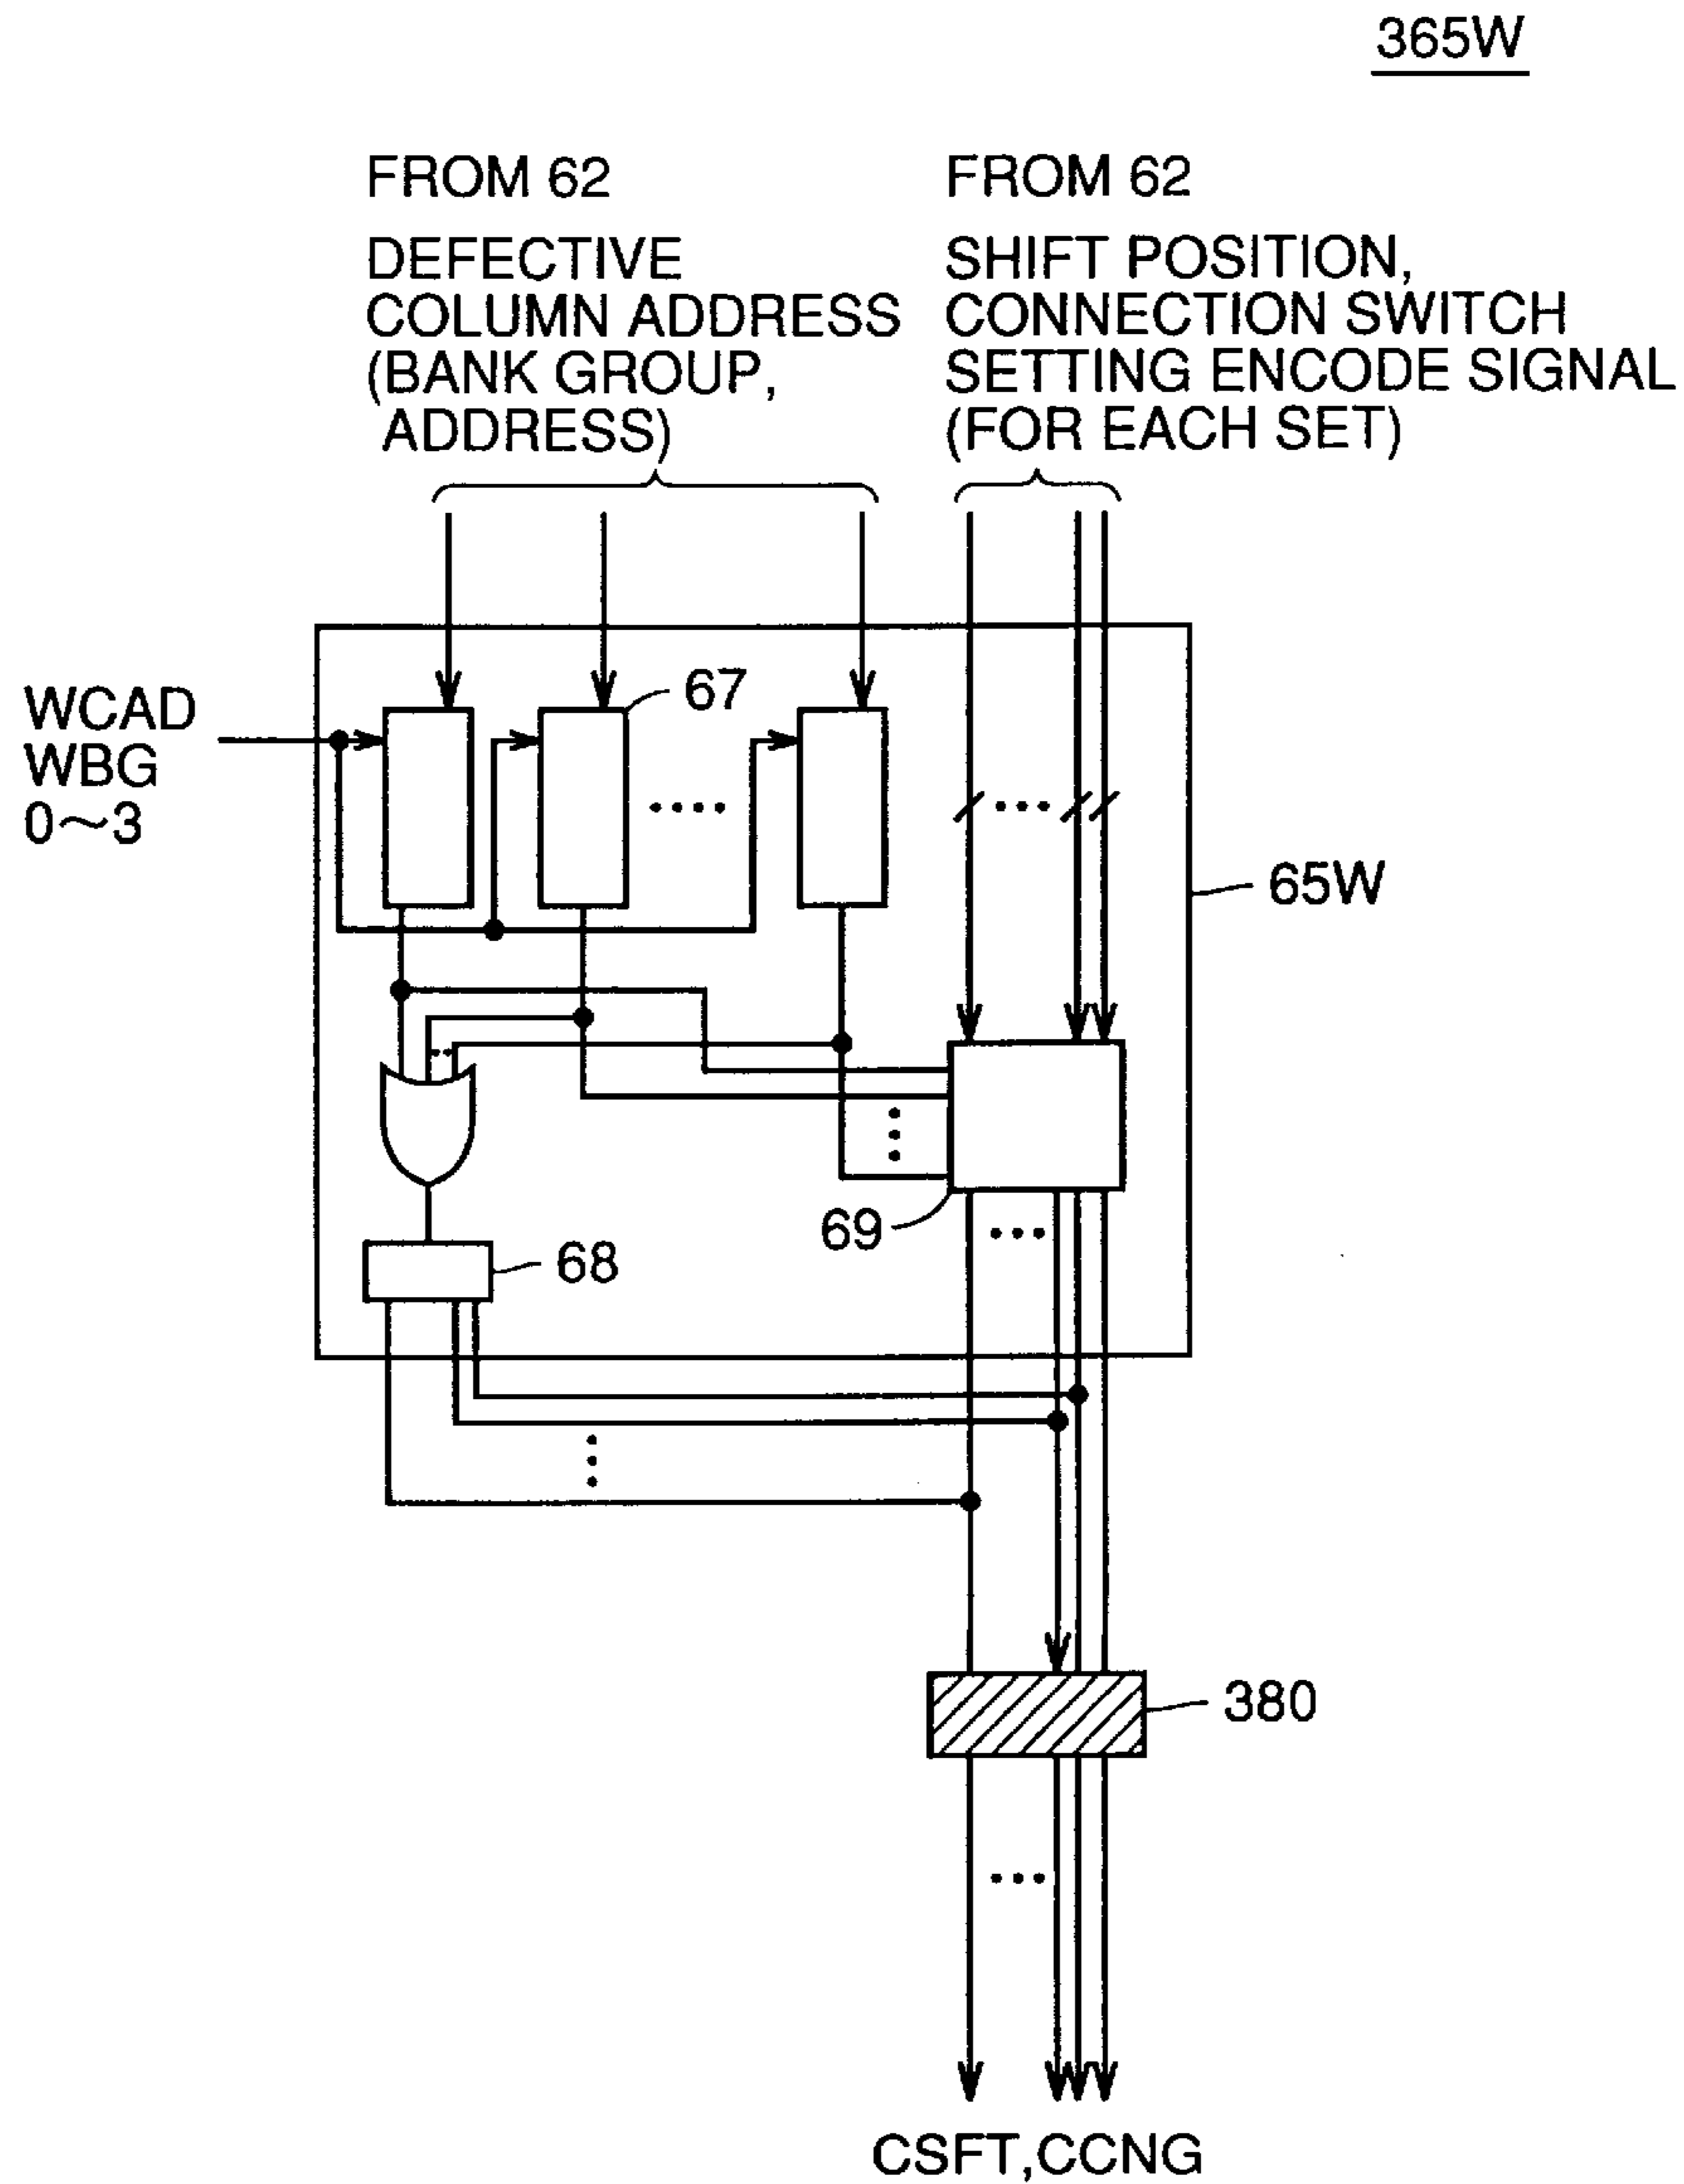 365W
FROM 62
DEFECTIVE
COLUMN ADDRESS
(BANK GROUP,
ADDRESS)
FROM 62
SHIFT POSITION,
CONNECTION SWITCH
SETTING ENCODE SIGNAL
(FOR EACH SET)
WCAD
WBG
0~3
67
65W
69
68
380
CSFT,CCNG